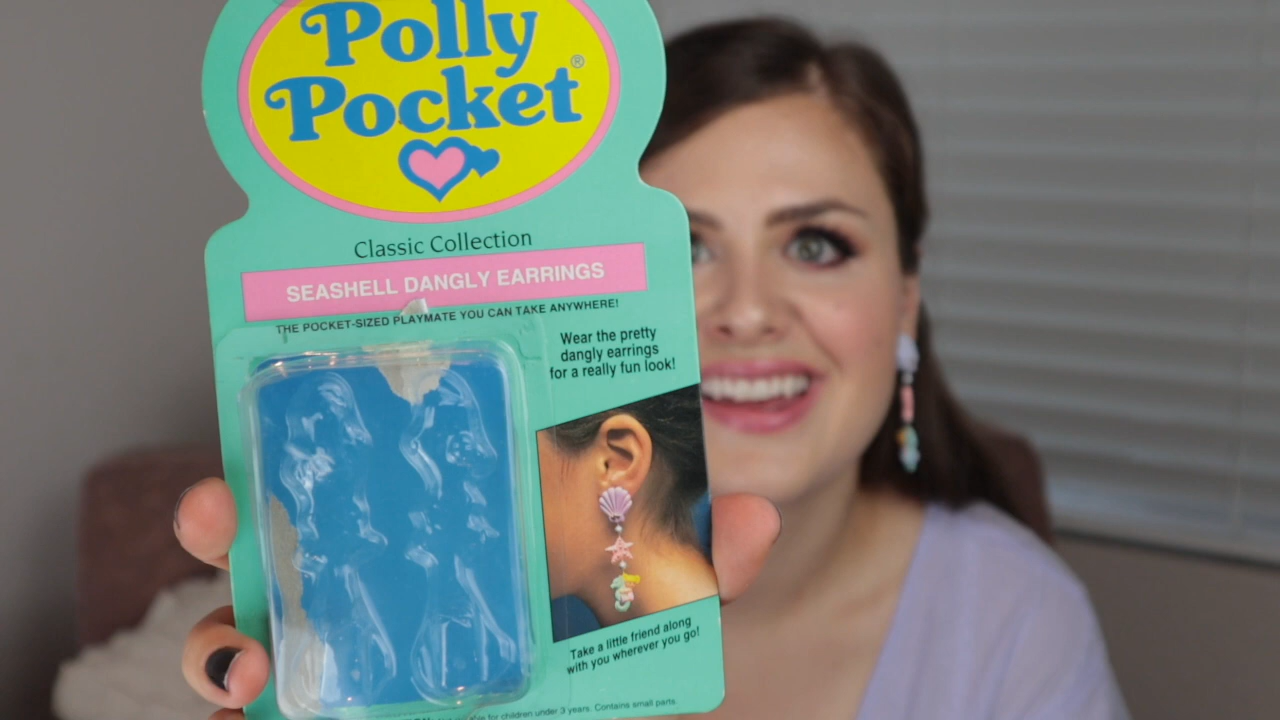 Polly
Pocket®
Classic Collection
SEASHELL DANGLY EARRINGS
THE POCKET-SIZED PLAYMATE YOU CAN TAKE ANYWHERE!
Wear the pretty
dangly earrings
for a really fun look!
Take a little friend along
with you wherever you go!
for children under 3 years. Contains small parts.